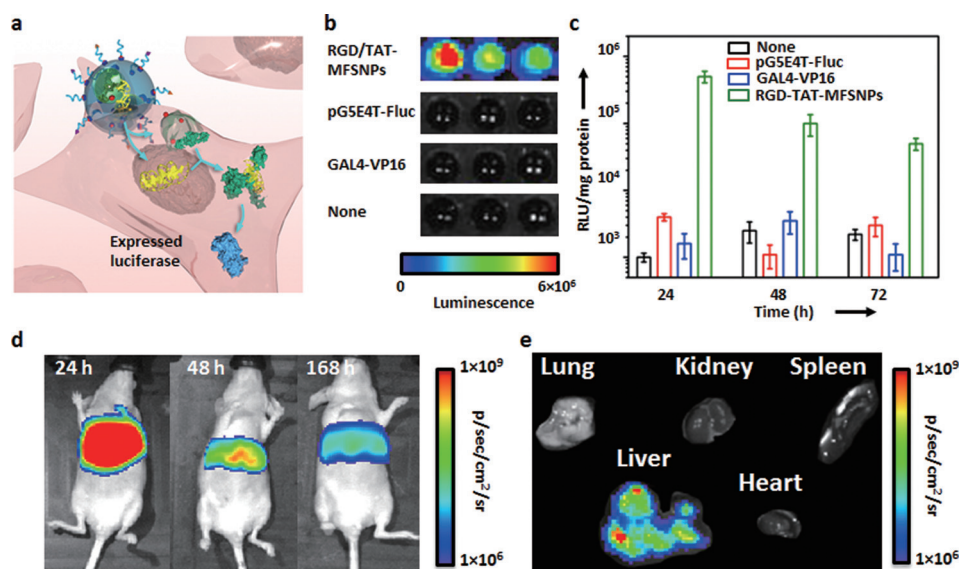 a
Expressed
luciferase
b
RGD/TAT-
MFSNPs
pG5E4T-Fluc
GAL4-VP16
None
0
6×10⁶
Luminescence
c
RLU/mg protein
10⁶
10⁵
10⁴
10³
None
pG5E4T-Fluc
GAL4-VP16
RGD-TAT-MFSNPs
24
48
72
Time (h)
d
24 h
48 h
168 h
1×10⁹
p/sec/cm²/sr
1×10⁶
e
Lung
Kidney
Spleen
Liver
Heart
1×10⁹
p/sec/cm²/sr
1×10⁶